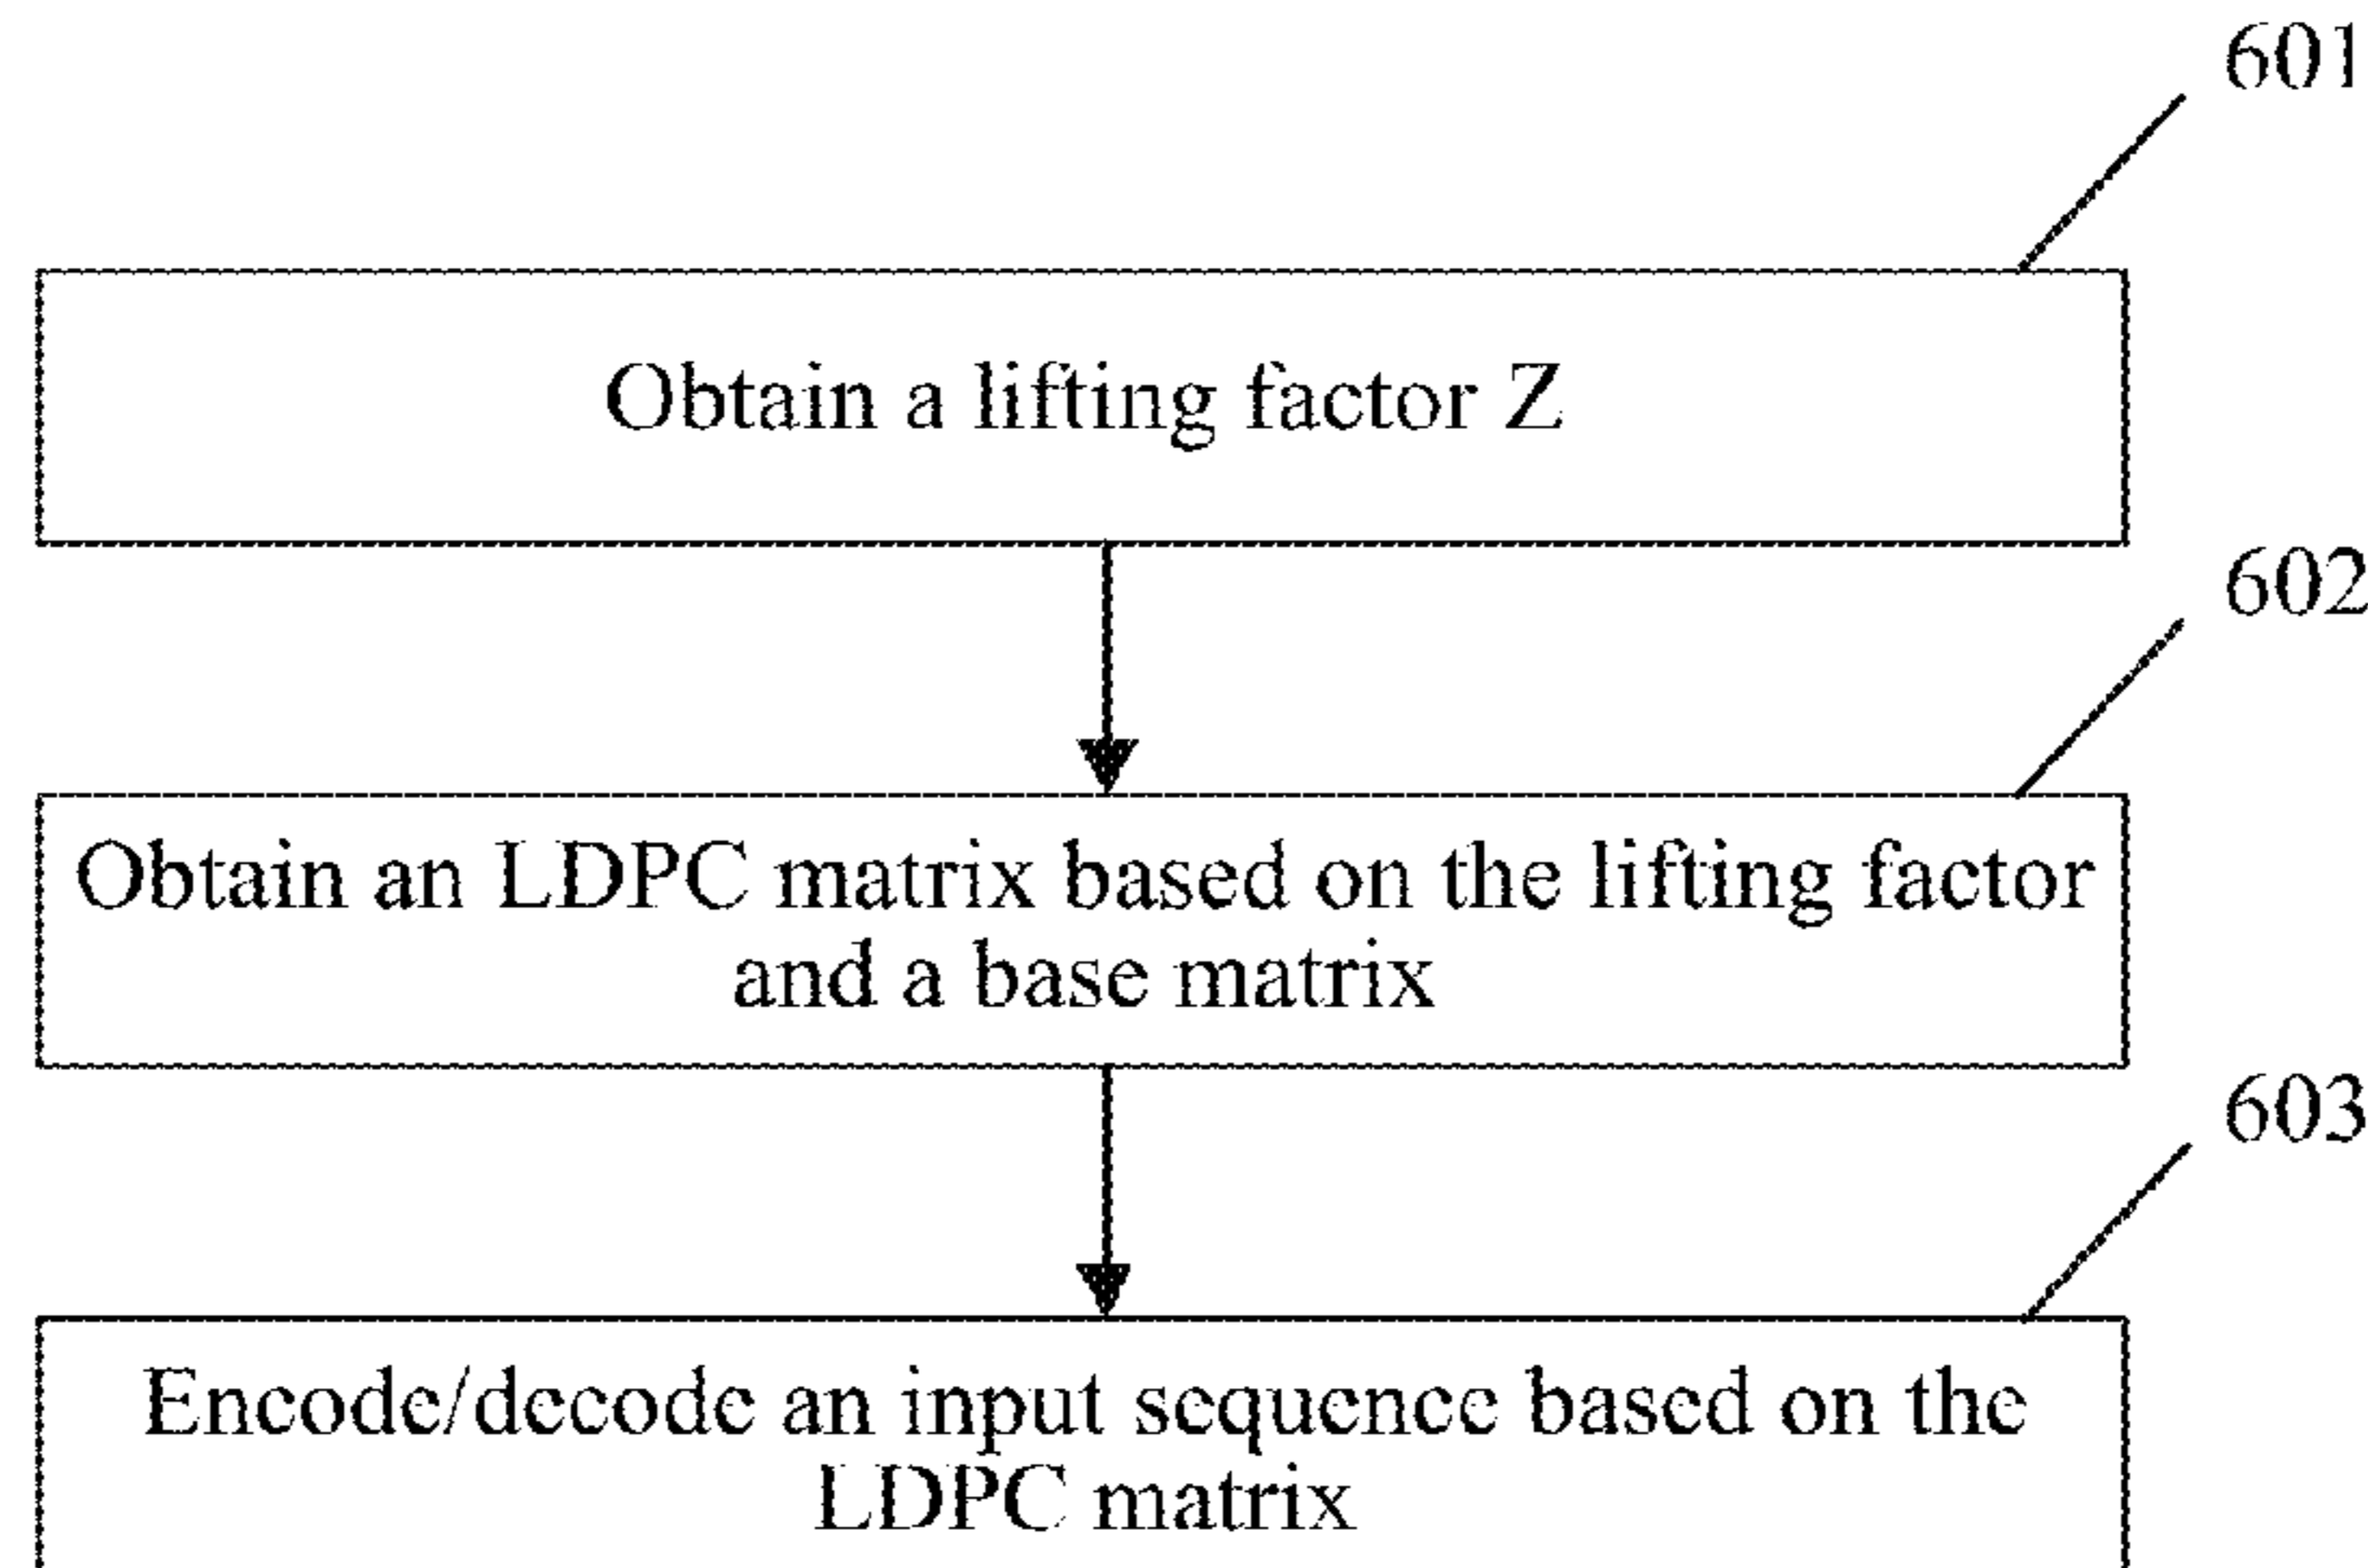 601
Obtain a lifting factor Z
602
Obtain an LDPC matrix based on the lifting factor
and a base matrix
603
Encode/decode an input sequence based on the
LDPC matrix